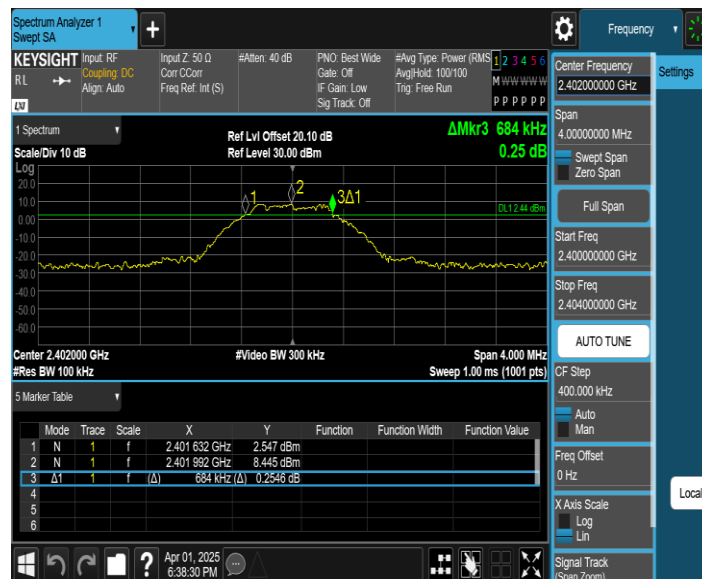 Spectrum Analyzer 1
Swept SA
+
Frequency
KEYSIGHT
RL
LXI
Input: RF
Coupling: DC
Align: Auto
Input Z: 50 Ω
Corr CCorr
Freq Ref: Int (S)
#Atten: 40 dB
PNO: Best Wide
Gate: Off
IF Gain: Low
Sig Track: Off
#Avg Type: Power (RMS
Avg|Hold: 100/100
Trig: Free Run
1 2 3 4 5 6
M W W W W W
P P P P P P
1 Spectrum
Scale/Div 10 dB
Log
Ref Lvl Offset 20.10 dB
Ref Level 30.00 dBm
ΔMkr3 684 kHz
0.25 dB
20.0
10.0
0.00
-10.0
-20.0
-30.0
-40.0
-50.0
-60.0
1
2
3Δ1
DL1 2.44 dBm
Center 2.402000 GHz
#Res BW 100 kHz
#Video BW 300 kHz
Span 4.000 MHz
Sweep 1.00 ms (1001 pts)
5 Marker Table
Mode Trace Scale X Y Function Function Width Function Value
1 N 1 f 2.401 632 GHz 2.547 dBm
2 N 1 f 2.401 992 GHz 8.445 dBm
3 Δ1 1 f (Δ) 684 kHz (Δ) 0.2546 dB
4
5
6
?
Apr 01, 2025
6:38:30 PM
Center Frequency
2.402000000 GHz
Settings
Span
4.00000000 MHz
Swept Span
Zero Span
Full Span
Start Freq
2.400000000 GHz
Stop Freq
2.404000000 GHz
AUTO TUNE
CF Step
400.000 kHz
Auto
Man
Freq Offset
0 Hz
Local
X Axis Scale
Log
Lin
Signal Track
(Span Zoom)